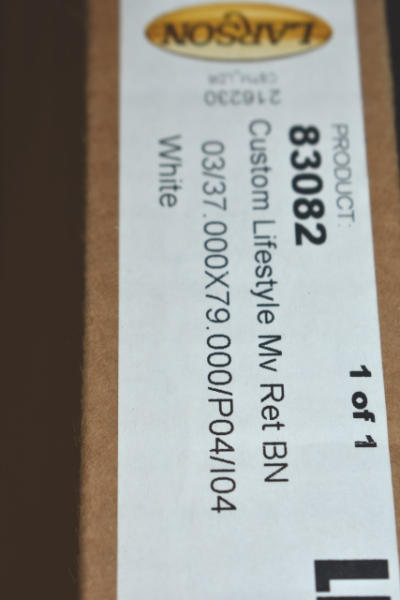 LARSON
C8TH_LDR
216230
PRODUCT:
83082
1 of 1
Custom Lifestyle Mv Ret BN
03/37.000X79.000/P04/I04
White